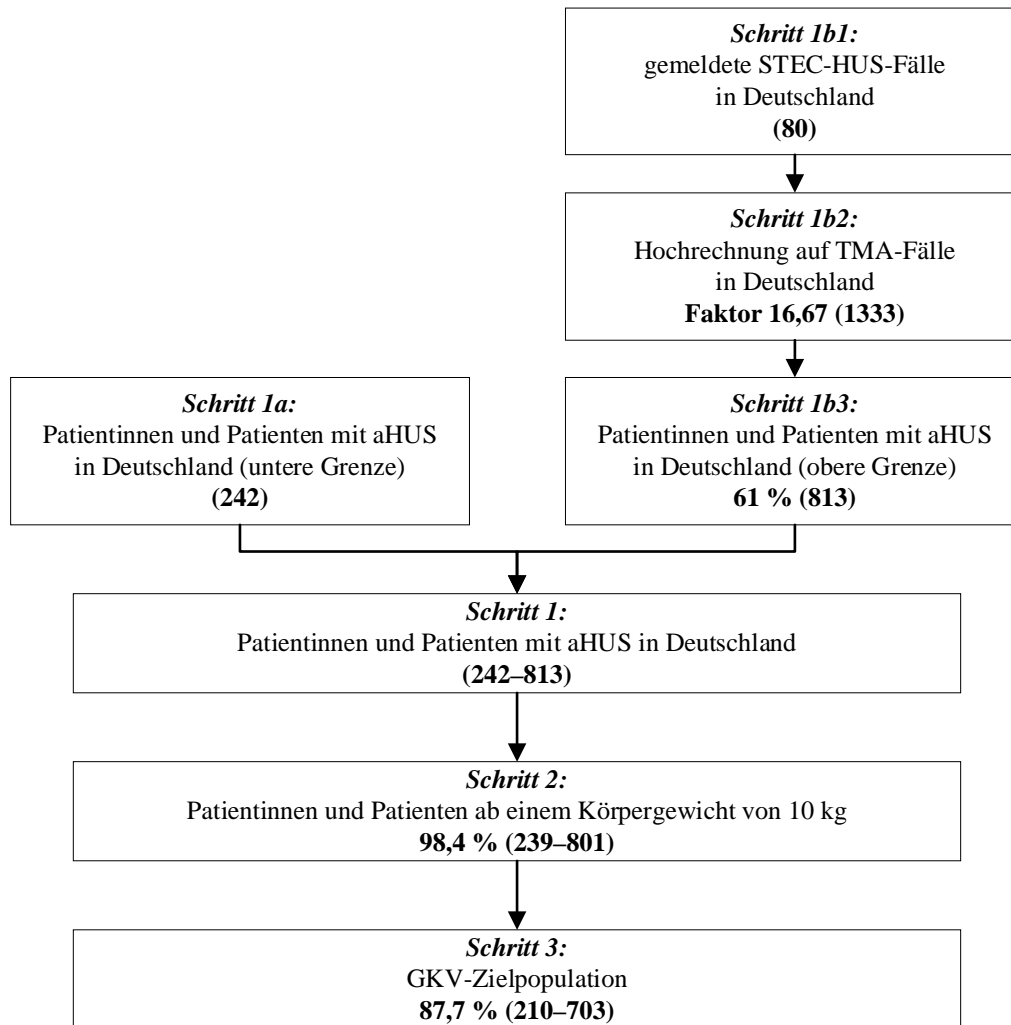 Schritt 1b1:
gemeldete STEC-HUS-Fälle
in Deutschland
(80)
Schritt 1b2:
Hochrechnung auf TMA-Fälle
in Deutschland
Faktor 16,67 (1333)
Schritt 1a:
Patientinnen und Patienten mit aHUS
in Deutschland (untere Grenze)
(242)
Schritt 1b3:
Patientinnen und Patienten mit aHUS
in Deutschland (obere Grenze)
61 % (813)
Schritt 1:
Patientinnen und Patienten mit aHUS in Deutschland
(242–813)
Schritt 2:
Patientinnen und Patienten ab einem Körpergewicht von 10 kg
98,4 % (239–801)
Schritt 3:
GKV-Zielpopulation
87,7 % (210–703)